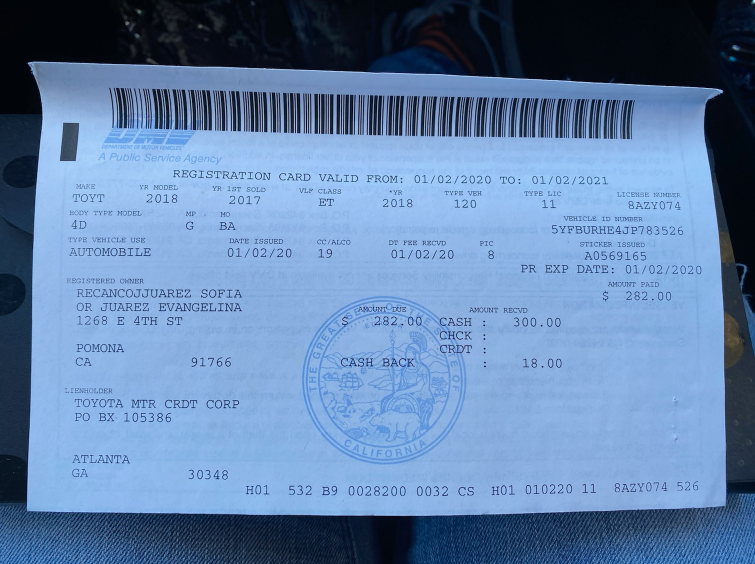 DMV
DEPARTMENT OF MOTOR VEHICLES
A Public Service Agency
REGISTRATION CARD VALID FROM: 01/02/2020 TO: 01/02/2021
MAKE YR MODEL YR 1ST SOLD VLF CLASS *YR TYPE VEH TYPE LIC LICENSE NUMBER
TOYT 2018 2017 ET 2018 120 11 8AZY074
BODY TYPE MODEL MP MO VEHICLE ID NUMBER
4D G BA 5YFBURHE4JP783526
TYPE VEHICLE USE DATE ISSUED CC/ALCO DT FEE RECVD PIC STICKER ISSUED
AUTOMOBILE 01/02/20 19 01/02/20 8 A0569165
PR EXP DATE: 01/02/2020
REGISTERED OWNER AMOUNT PAID
RECANCOJJUAREZ SOFIA $ 282.00
OR JUAREZ EVANGELINA AMOUNT DUE AMOUNT RECVD
1268 E 4TH ST $ 282.00 CASH : 300.00
CHCK :
POMONA CRDT :
CA 91766 CASH BACK : 18.00
LIENHOLDER
TOYOTA MTR CRDT CORP
PO BX 105386
ATLANTA
GA 30348
H01 532 B9 0028200 0032 CS H01 010220 11 8AZY074 526
THE GREAT SEAL OF THE STATE OF
CALIFORNIA